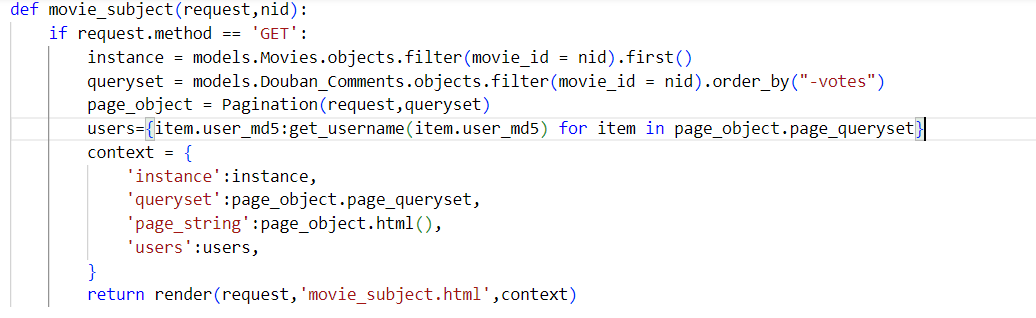 def movie_subject(request,nid):
    if request.method == 'GET':
        instance = models.Movies.objects.filter(movie_id = nid).first()
        queryset = models.Douban_Comments.objects.filter(movie_id = nid).order_by("-votes")
        page_object = Pagination(request,queryset)
        users={item.user_md5:get_username(item.user_md5) for item in page_object.page_queryset}
        context = {
            'instance':instance,
            'queryset':page_object.page_queryset,
            'page_string':page_object.html(),
            'users':users,
        }
        return render(request,'movie_subject.html',context)